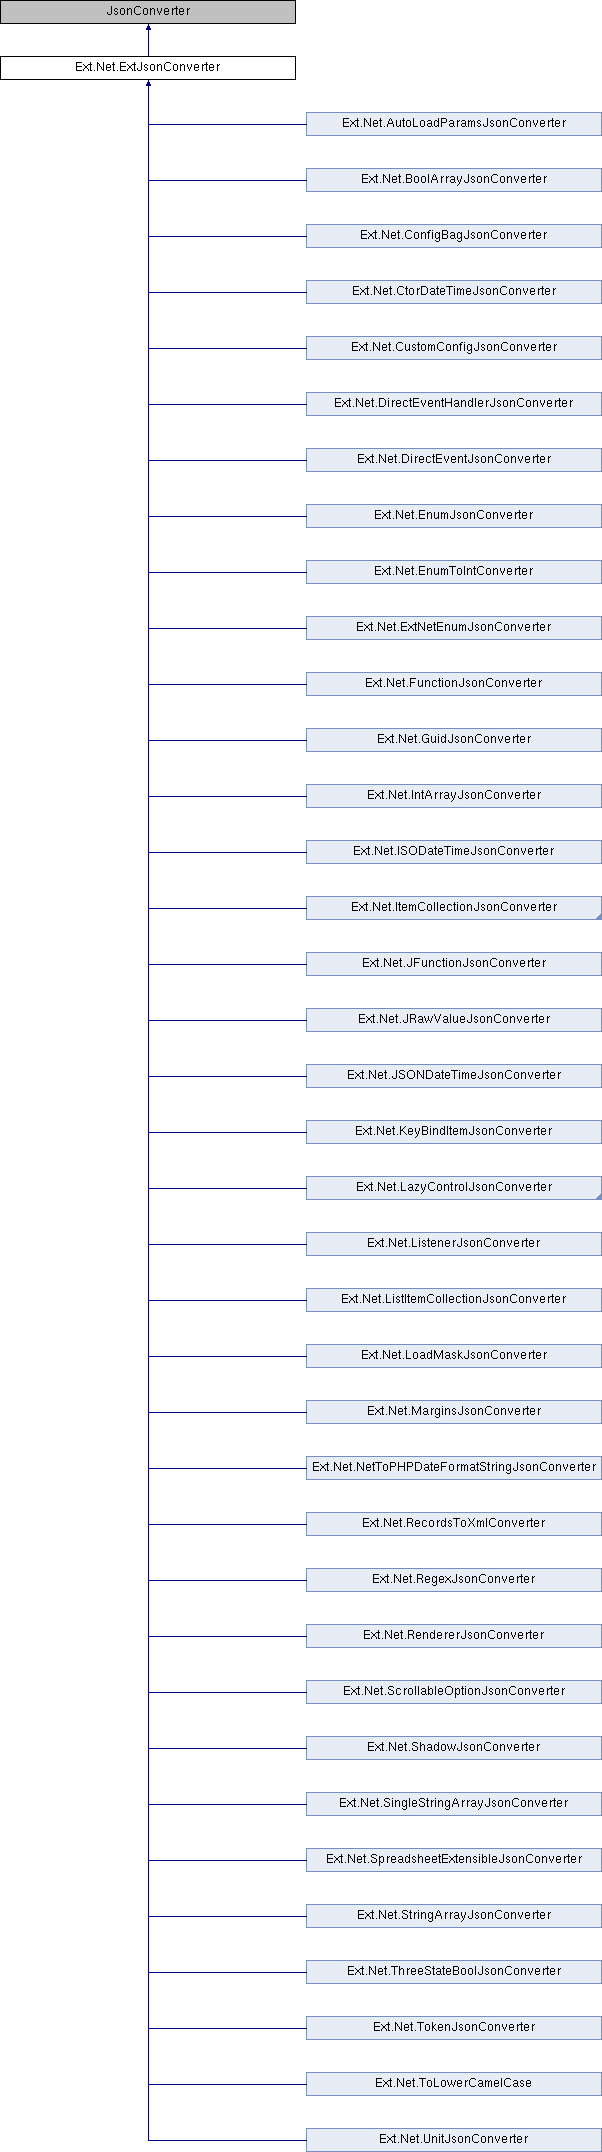 JsonConverter
Ext.Net.ExtJsonConverter
Ext.Net.AutoLoadParamsJsonConverter
Ext.Net.BoolArrayJsonConverter
Ext.Net.ConfigBagJsonConverter
Ext.Net.CtorDateTimeJsonConverter
Ext.Net.CustomConfigJsonConverter
Ext.Net.DirectEventHandlerJsonConverter
Ext.Net.DirectEventJsonConverter
Ext.Net.EnumJsonConverter
Ext.Net.EnumToIntConverter
Ext.Net.ExtNetEnumJsonConverter
Ext.Net.FunctionJsonConverter
Ext.Net.GuidJsonConverter
Ext.Net.IntArrayJsonConverter
Ext.Net.ISODateTimeJsonConverter
Ext.Net.ItemCollectionJsonConverter
Ext.Net.JFunctionJsonConverter
Ext.Net.JRawValueJsonConverter
Ext.Net.JSONDateTimeJsonConverter
Ext.Net.KeyBindItemJsonConverter
Ext.Net.LazyControlJsonConverter
Ext.Net.ListenerJsonConverter
Ext.Net.ListItemCollectionJsonConverter
Ext.Net.LoadMaskJsonConverter
Ext.Net.MarginsJsonConverter
Ext.Net.NetToPHPDateFormatStringJsonConverter
Ext.Net.RecordsToXmlConverter
Ext.Net.RegexJsonConverter
Ext.Net.RendererJsonConverter
Ext.Net.ScrollableOptionJsonConverter
Ext.Net.ShadowJsonConverter
Ext.Net.SingleStringArrayJsonConverter
Ext.Net.SpreadsheetExtensibleJsonConverter
Ext.Net.StringArrayJsonConverter
Ext.Net.ThreeStateBoolJsonConverter
Ext.Net.TokenJsonConverter
Ext.Net.ToLowerCamelCase
Ext.Net.UnitJsonConverter